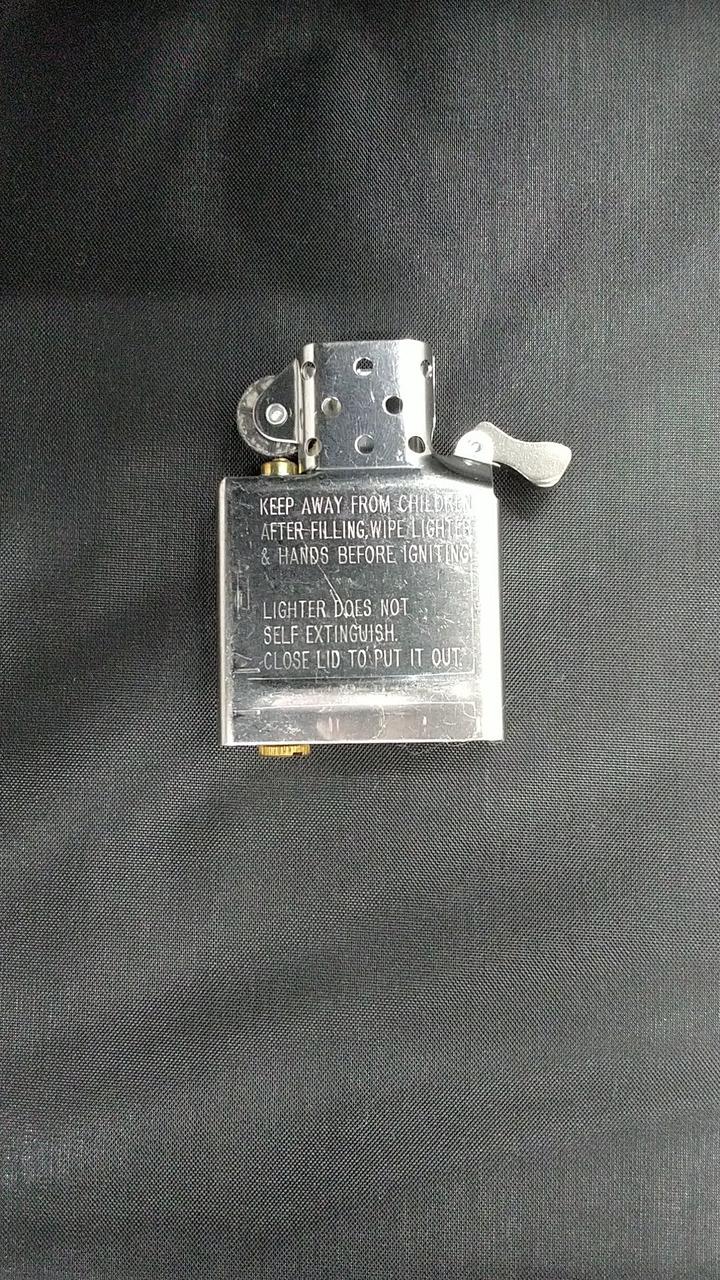 KEEP AWAY FROM CHILDREN
AFTER FILLING, WIPE LIGHTER
& HANDS BEFORE IGNITING
LIGHTER DOES NOT
SELF EXTINGUISH.
CLOSE LID TO PUT IT OUT.